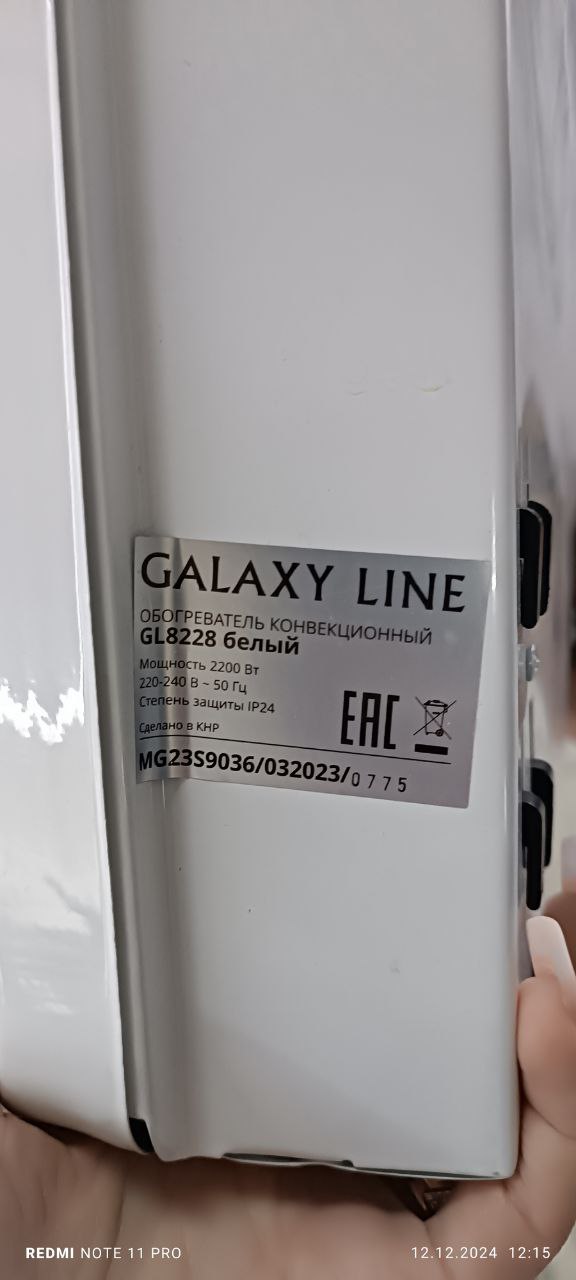 GALAXY LINE
ОБОГРЕВАТЕЛЬ КОНВЕКЦИОННЫЙ
GL8228 белый
Мощность 2200 Вт
220-240 В ~ 50 Гц
Степень защиты IP24
Сделано в КНР
EAC
MG23S9036/032023/0775
REDMI NOTE 11 PRO
12.12.2024 12:15